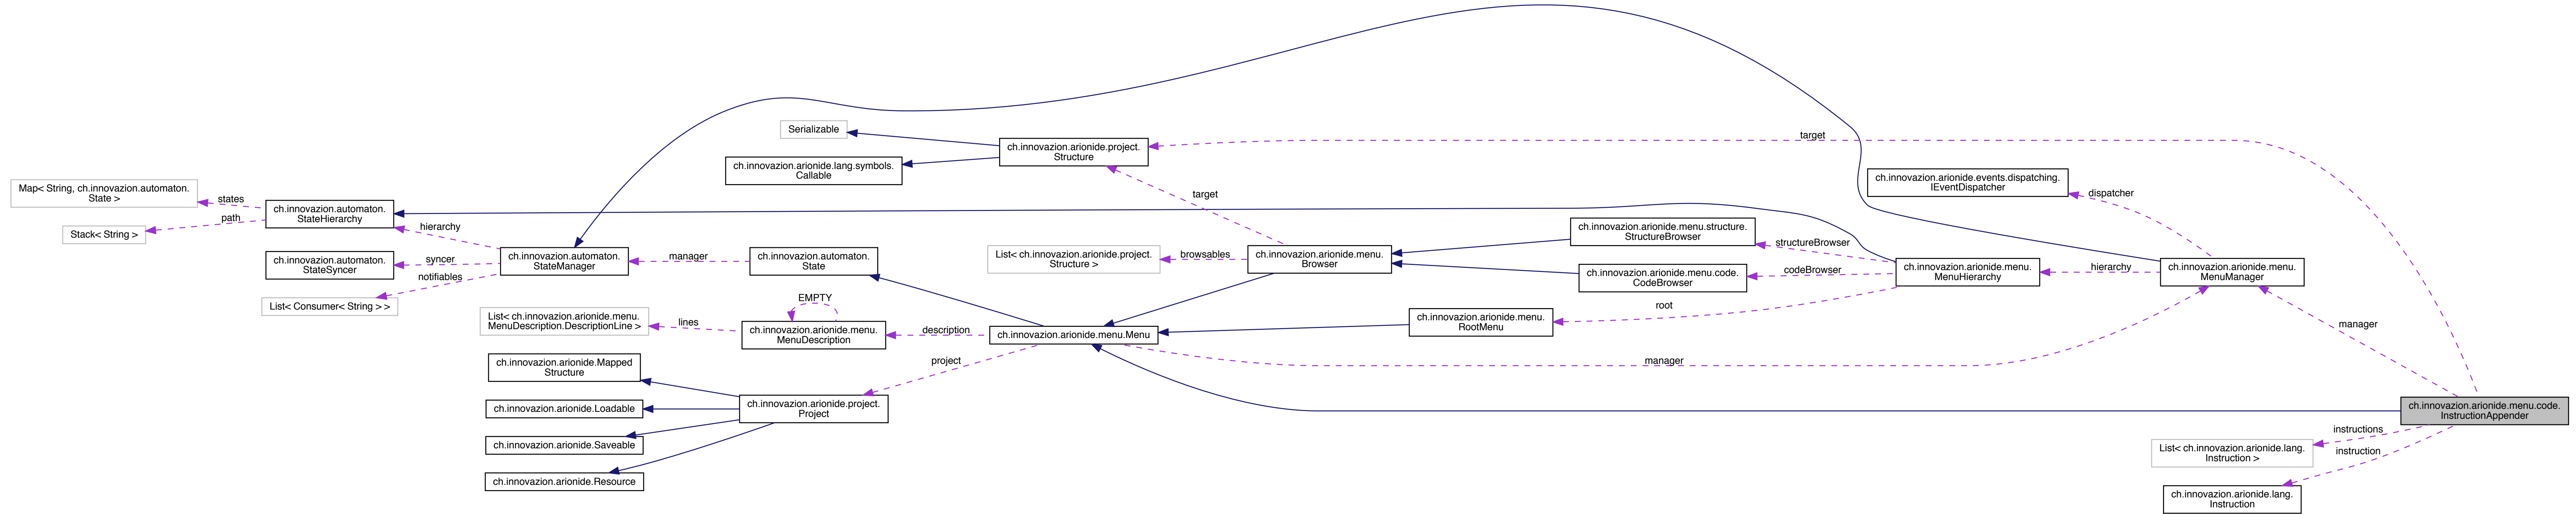 Map< String, ch.innovazion.automaton.
State >
Stack< String >
states
path
ch.innovazion.automaton.
StateHierarchy
ch.innovazion.automaton.
StateSyncer
List< Consumer< String > >
hierarchy
syncer
notifiables
ch.innovazion.automaton.
StateManager
manager
ch.innovazion.automaton.
State
List< ch.innovazion.arionide.menu.
MenuDescription.DescriptionLine >
lines
EMPTY
ch.innovazion.arionide.menu.
MenuDescription
description
ch.innovazion.arionide.Mapped
Structure
ch.innovazion.arionide.Loadable
ch.innovazion.arionide.Saveable
ch.innovazion.arionide.Resource
ch.innovazion.arionide.project.
Project
project
Serializable
ch.innovazion.arionide.lang.symbols.
Callable
ch.innovazion.arionide.project.
Structure
target
List< ch.innovazion.arionide.project.
Structure >
browsables
ch.innovazion.arionide.menu.
Browser
ch.innovazion.arionide.menu.Menu
ch.innovazion.arionide.menu.structure.
StructureBrowser
ch.innovazion.arionide.menu.code.
CodeBrowser
ch.innovazion.arionide.menu.
RootMenu
structureBrowser
codeBrowser
root
manager
target
ch.innovazion.arionide.events.dispatching.
IEventDispatcher
dispatcher
ch.innovazion.arionide.menu.
MenuHierarchy
hierarchy
ch.innovazion.arionide.menu.
MenuManager
manager
ch.innovazion.arionide.menu.code.
InstructionAppender
instructions
instruction
List< ch.innovazion.arionide.lang.
Instruction >
ch.innovazion.arionide.lang.
Instruction